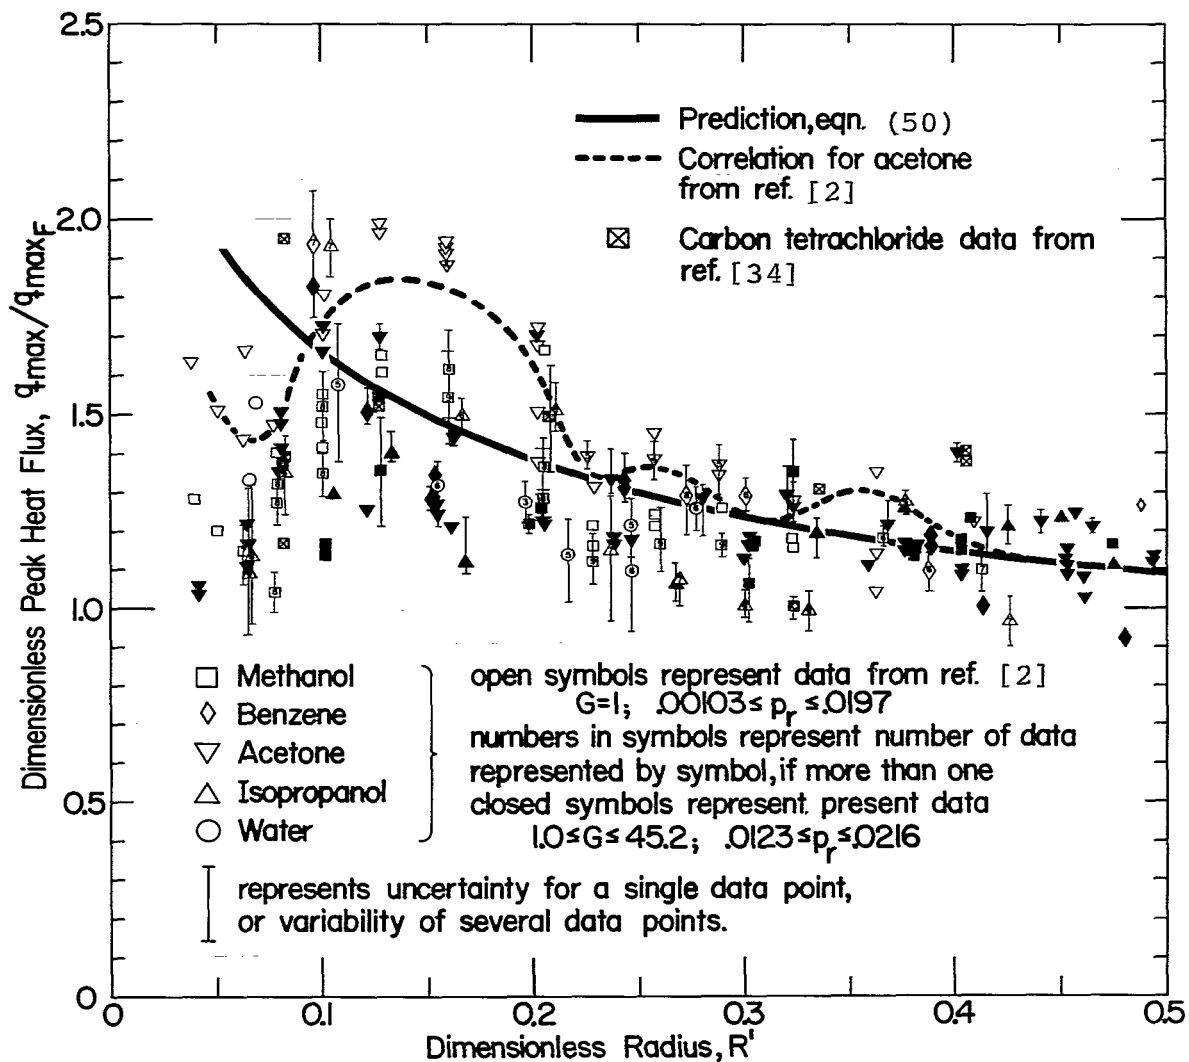 2.5
2.0
1.5
1.0
0.5
0
Dimensionless Peak Heat Flux, qmax/qmaxF
Prediction, eqn. (50)
Correlation for acetone
from ref. [2]
Carbon tetrachloride data from
ref. [34]
Methanol
Benzene
Acetone
Isopropanol
Water
open symbols represent data from ref. [2]
G=1; .00103≤ pr ≤.0197
numbers in symbols represent number of data
represented by symbol, if more than one
closed symbols represent present data
1.0≤G≤45.2; .0123≤pr≤.0216
represents uncertainty for a single data point,
or variability of several data points.
0 0.1 0.2 0.3 0.4 0.5
Dimensionless Radius, R'